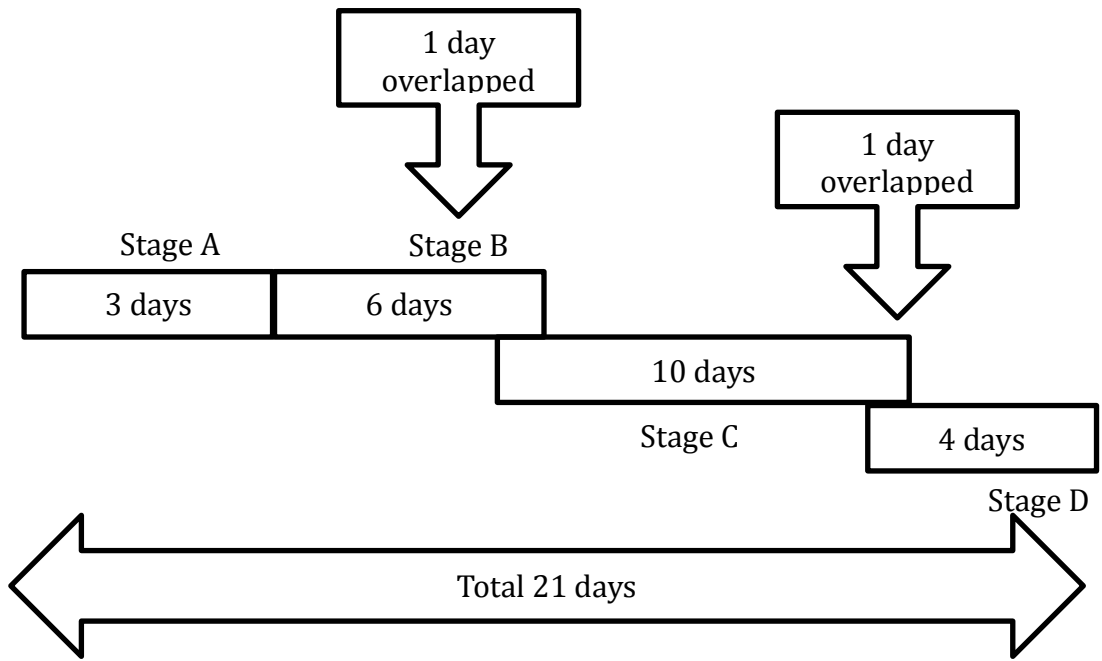 1 day
overlapped
1 day
overlapped
Stage A
Stage B
3 days
6 days
10 days
Stage C
4 days
Stage D
Total 21 days